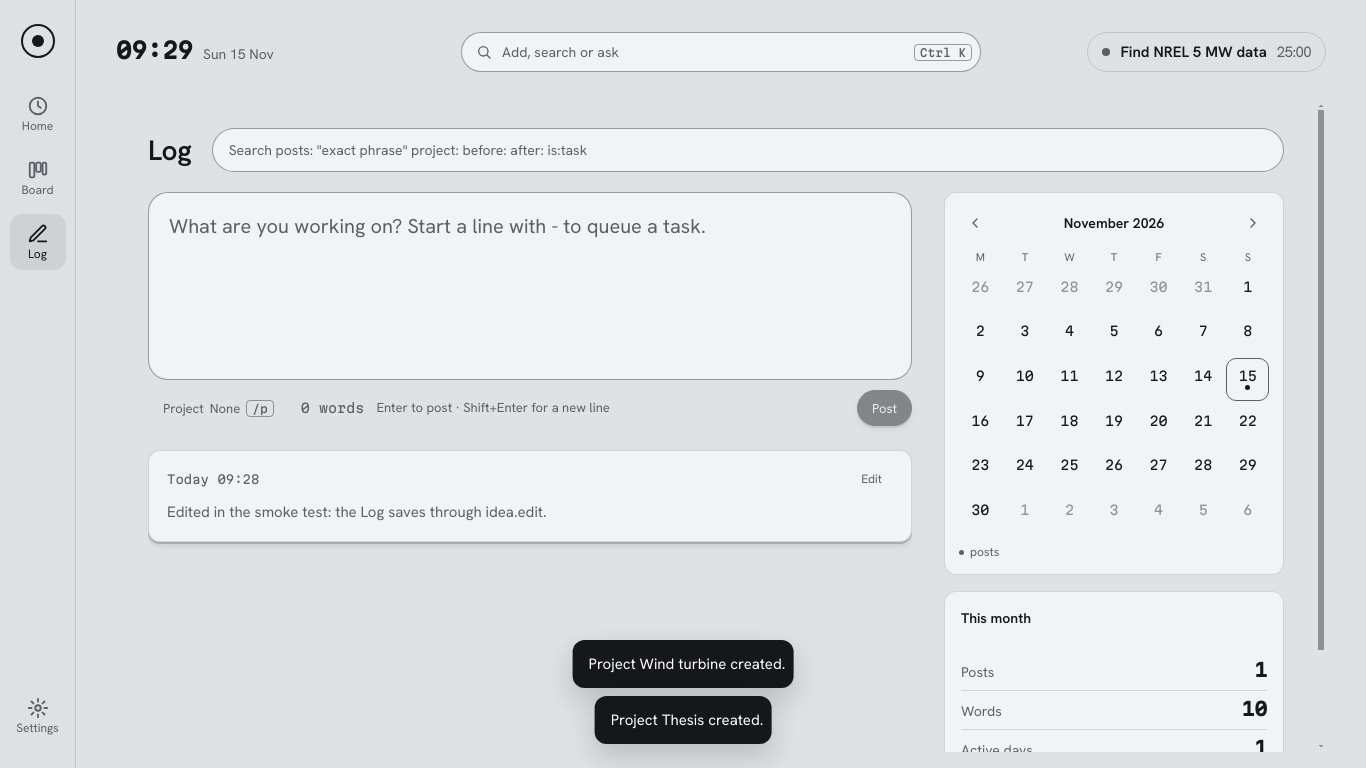 09:29 Sun 15 Nov
Add, search or ask Ctrl K
Find NREL 5 MW data 25:00
Home
Board
Log
Settings
Log
Search posts: "exact phrase" project: before: after: is:task
What are you working on? Start a line with - to queue a task.
Project None /p 0 words Enter to post · Shift+Enter for a new line Post
Today 09:28 Edit
Edited in the smoke test: the Log saves through idea.edit.
November 2026
M T W T F S S
26 27 28 29 30 31 1
2 3 4 5 6 7 8
9 10 11 12 13 14 15
16 17 18 19 20 21 22
23 24 25 26 27 28 29
30 1 2 3 4 5 6
posts
This month
Posts 1
Words 10
Active days 1
Project Wind turbine created.
Project Thesis created.